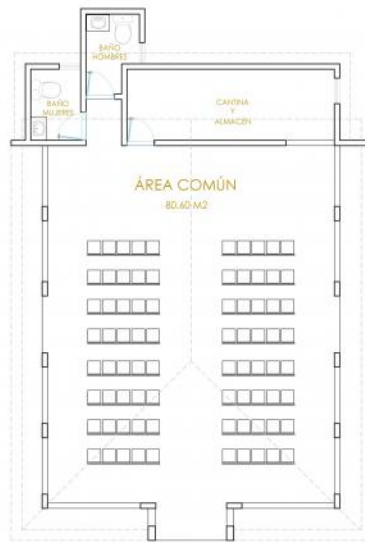 BAÑO
HOMBRES
BAÑO
MUJERES
CANTINA
Y
ALMACEN
ÁREA COMÚN
80.60 M2